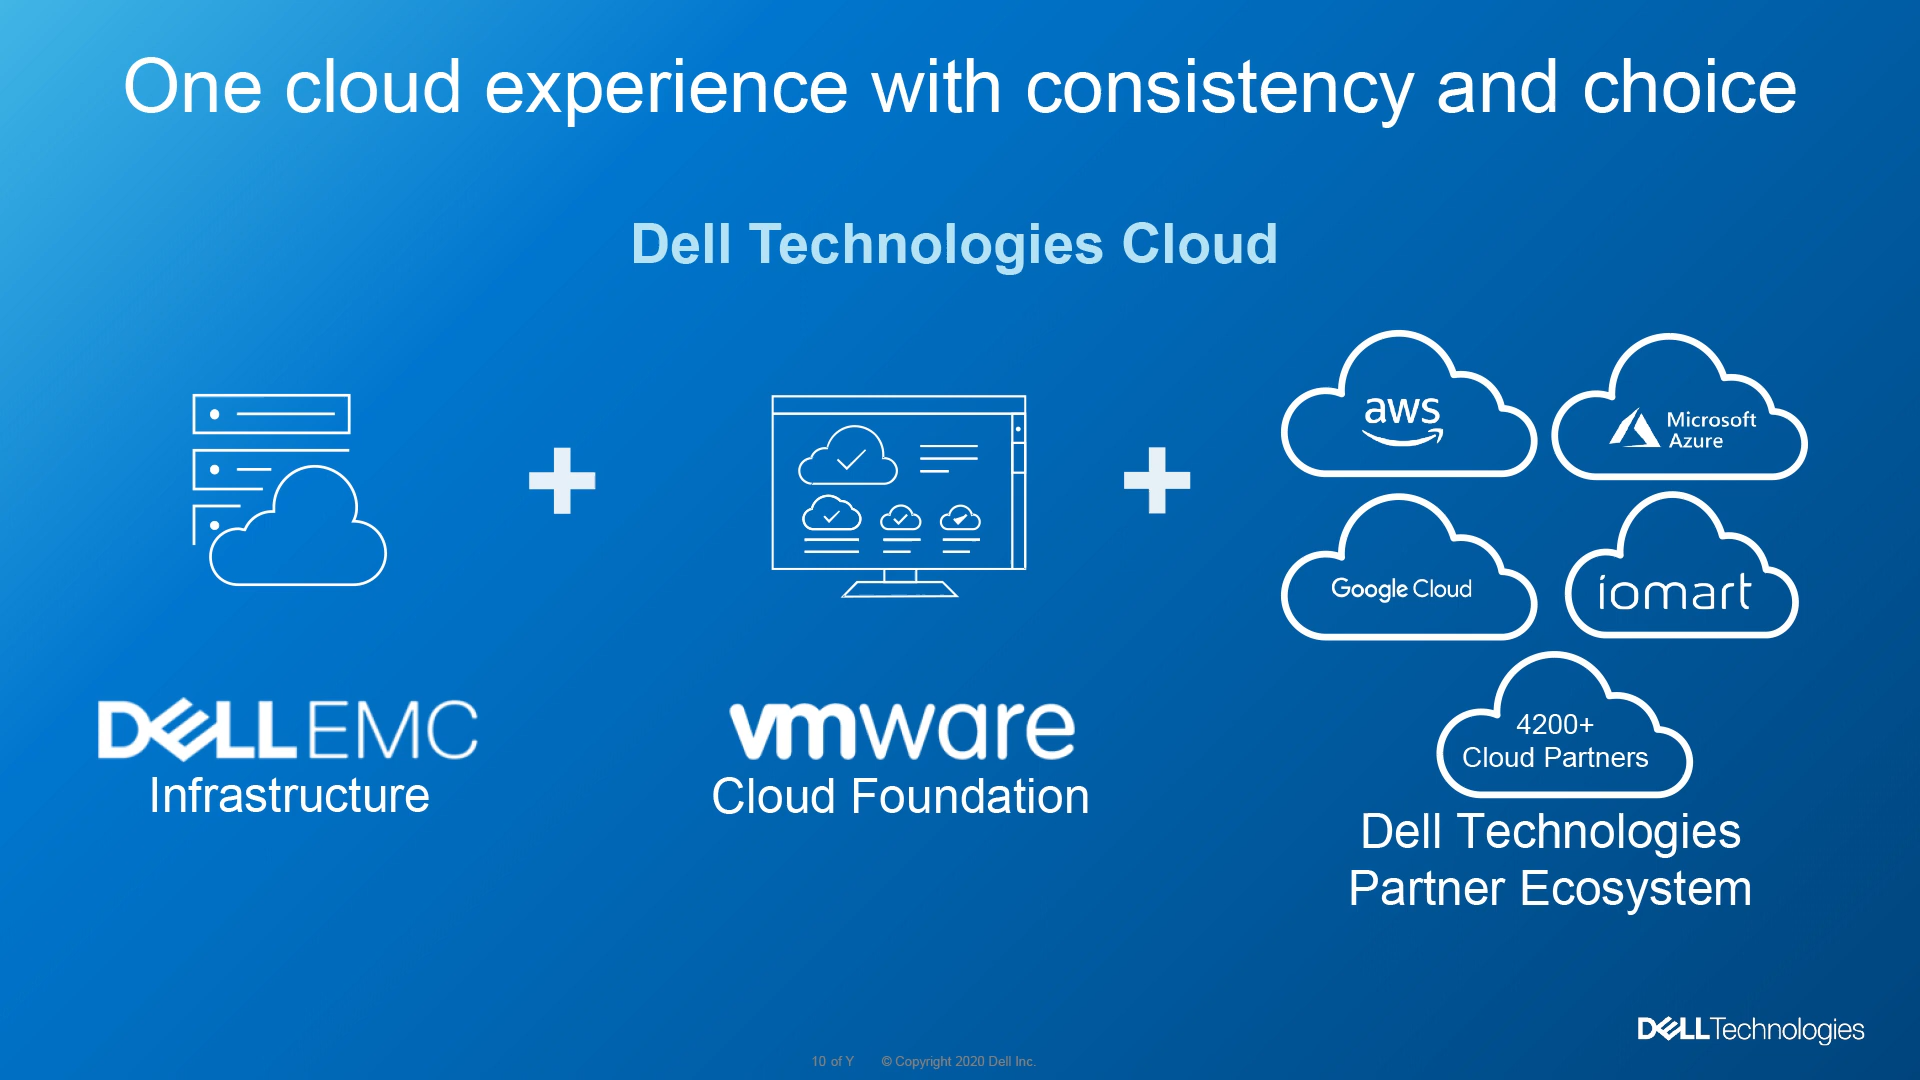 One cloud experience with consistency and choice
Dell Technologies Cloud
DELLEMC
Infrastructure
vmware
Cloud Foundation
aws
Microsoft
Azure
Google Cloud
iomart
4200+
Cloud Partners
Dell Technologies
Partner Ecosystem
DELLTechnologies
10 of Y © Copyright 2020 Dell Inc.